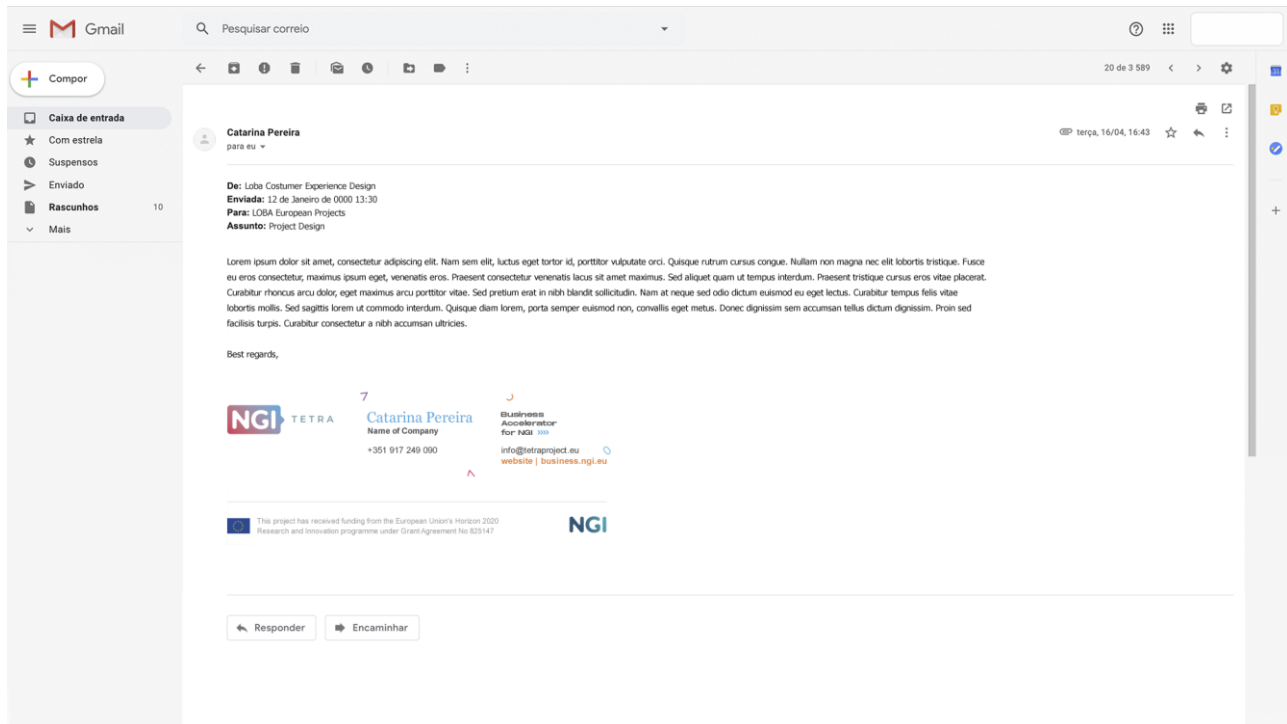 Gmail
Pesquisar correio
Compor
20 de 3 589
Caixa de entrada
Com estrela
Suspensos
Enviado
Rascunhos 10
Mais
Catarina Pereira
terça, 16/04, 16:43
para eu
De: Loba Costumer Experience Design
Enviada: 12 de Janeiro de 0000 13:30
Para: LOBA European Projects
Assunto: Project Design
Lorem ipsum dolor sit amet, consectetur adipiscing elit. Nam sem elit, luctus eget tortor id, porttitor vulputate orci. Quisque rutrum cursus congue. Nullam non magna nec elit lobortis tristique. Fusce
eu eros consectetur, maximus ipsum eget, venenatis eros. Praesent consectetur venenatis lacus sit amet maximus. Sed aliquet quam ut tempus interdum. Praesent tristique cursus eros vitae placerat.
Curabitur rhoncus arcu dolor, eget maximus arcu porttitor vitae. Sed pretium erat in nibh blandit sollicitudin. Nam at neque sed odio dictum euismod eu eget lectus. Curabitur tempus felis vitae
lobortis mollis. Sed sagittis lorem ut commodo interdum. Quisque diam lorem, porta semper euismod non, convallis eget metus. Donec dignissim sem accumsan tellus dictum dignissim. Proin sed
facilisis turpis. Curabitur consectetur a nibh accumsan ultricies.
Best regards,
NGI TETRA
Catarina Pereira
Name of Company
+351 917 249 090
Business
Accelerator
for NGI
info@tetraproject.eu
website | business.ngi.eu
This project has received funding from the European Union's Horizon 2020
Research and Innovation programme under Grant Agreement No 825147
NGI
Responder
Encaminhar